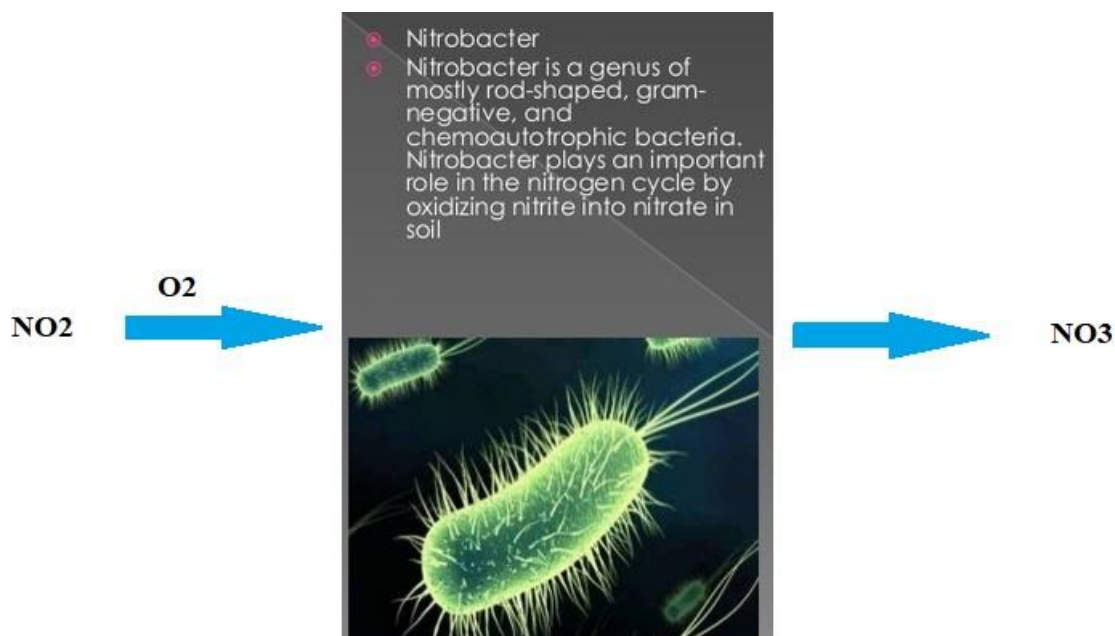 Nitrobacter
Nitrobacter is a genus of
mostly rod-shaped, gram-
negative, and
chemoautotrophic bacteria.
Nitrobacter plays an important
role in the nitrogen cycle by
oxidizing nitrite into nitrate in
soil
O2
NO2
NO3